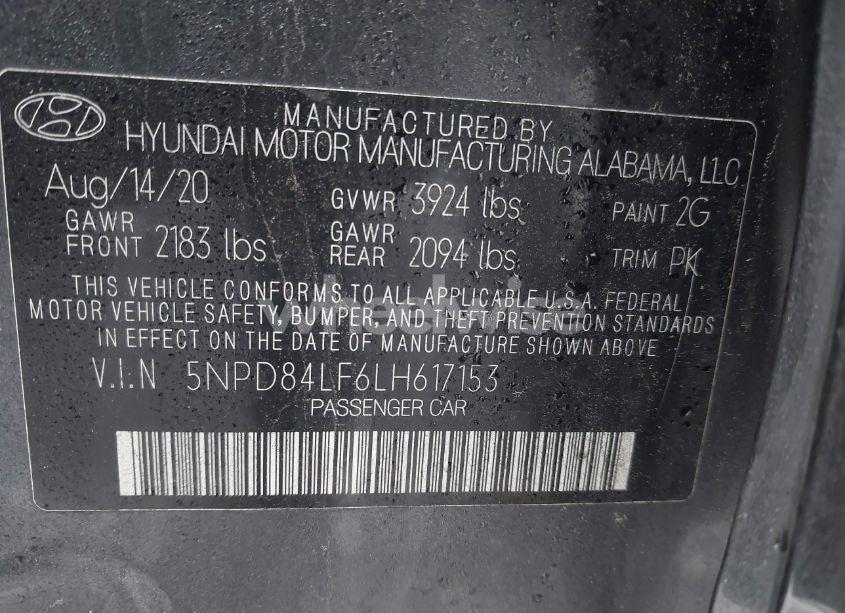 MANUFACTURED BY
HYUNDAI MOTOR MANUFACTURING ALABAMA, LLC
Aug/14/20 GVWR 3924 lbs PAINT 2G
GAWR FRONT 2183 lbs GAWR REAR 2094 lbs TRIM PK
THIS VEHICLE CONFORMS TO ALL APPLICABLE U.S.A. FEDERAL
MOTOR VEHICLE SAFETY, BUMPER, AND THEFT PREVENTION STANDARDS
IN EFFECT ON THE DATE OF MANUFACTURE SHOWN ABOVE
V.I.N 5NPD84LF6LH617153
PASSENGER CAR